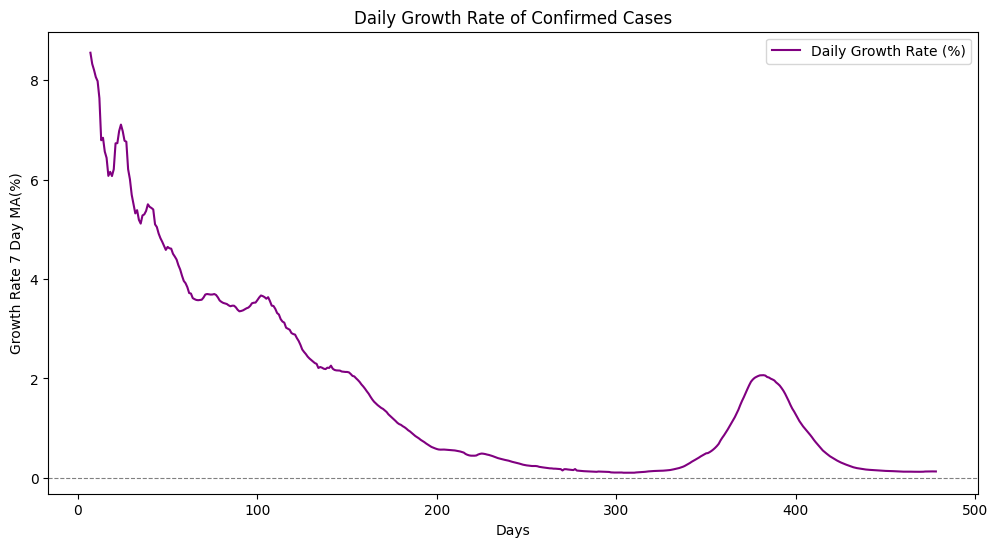 Daily Growth Rate of Confirmed Cases
Daily Growth Rate (%)
Growth Rate 7 Day MA(%)
8
6
4
2
0
0 100 200 300 400 500
Days